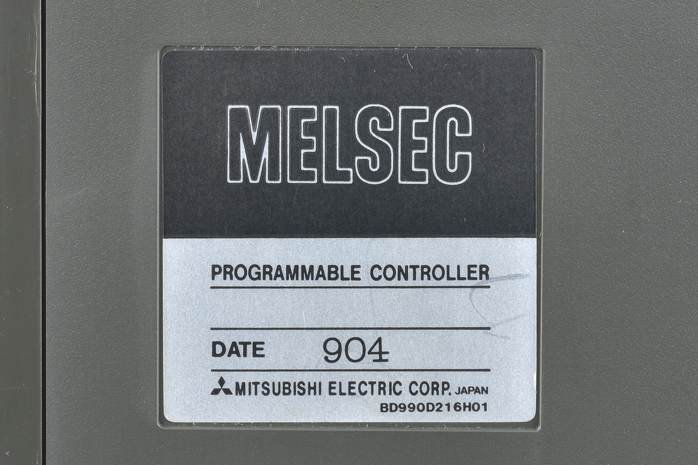 MELSEC
PROGRAMMABLE CONTROLLER
DATE 904
MITSUBISHI ELECTRIC CORP. JAPAN
BD990D216H01